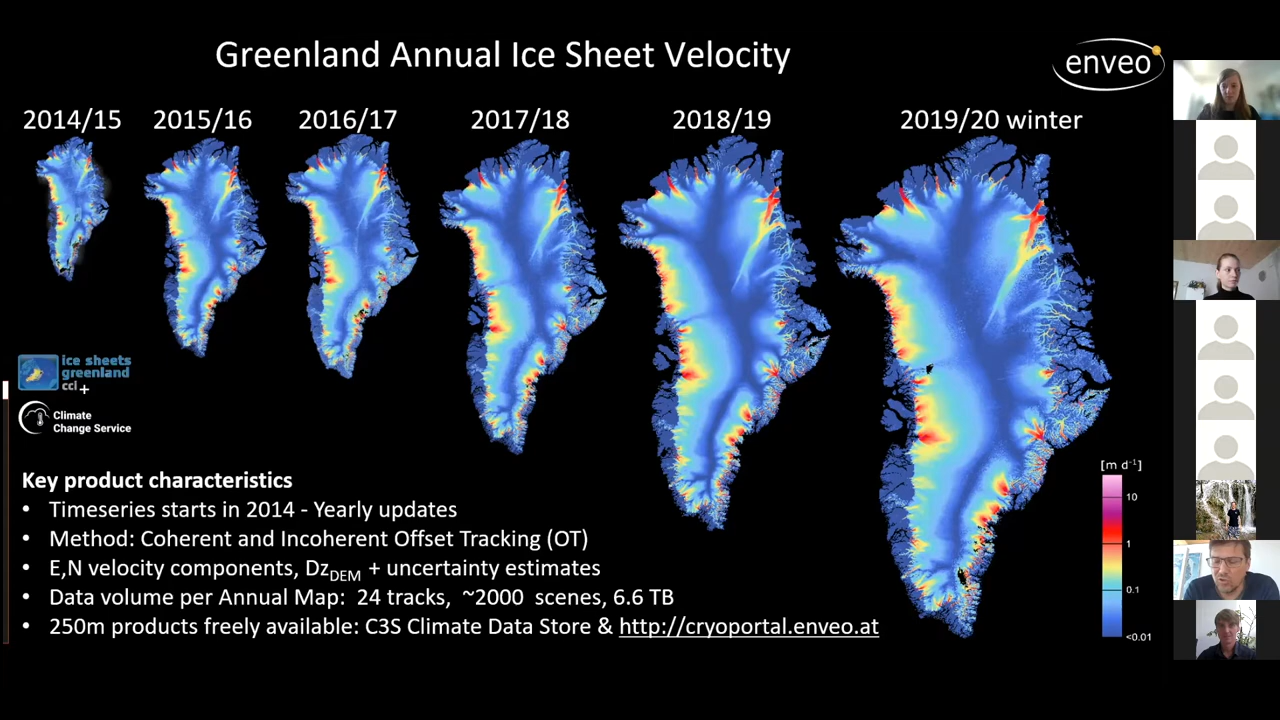 Greenland Annual Ice Sheet Velocity
enveo
2014/15
2015/16
2016/17
2017/18
2018/19
2019/20 winter
ice sheets
greenland
cci +
Climate
Change Service
[m d⁻¹]
10
1
0.1
<0.01
Key product characteristics
• Timeseries starts in 2014 - Yearly updates
• Method: Coherent and Incoherent Offset Tracking (OT)
• E,N velocity components, DzDEM + uncertainty estimates
• Data volume per Annual Map: 24 tracks, ~2000 scenes, 6.6 TB
• 250m products freely available: C3S Climate Data Store & http://cryoportal.enveo.at